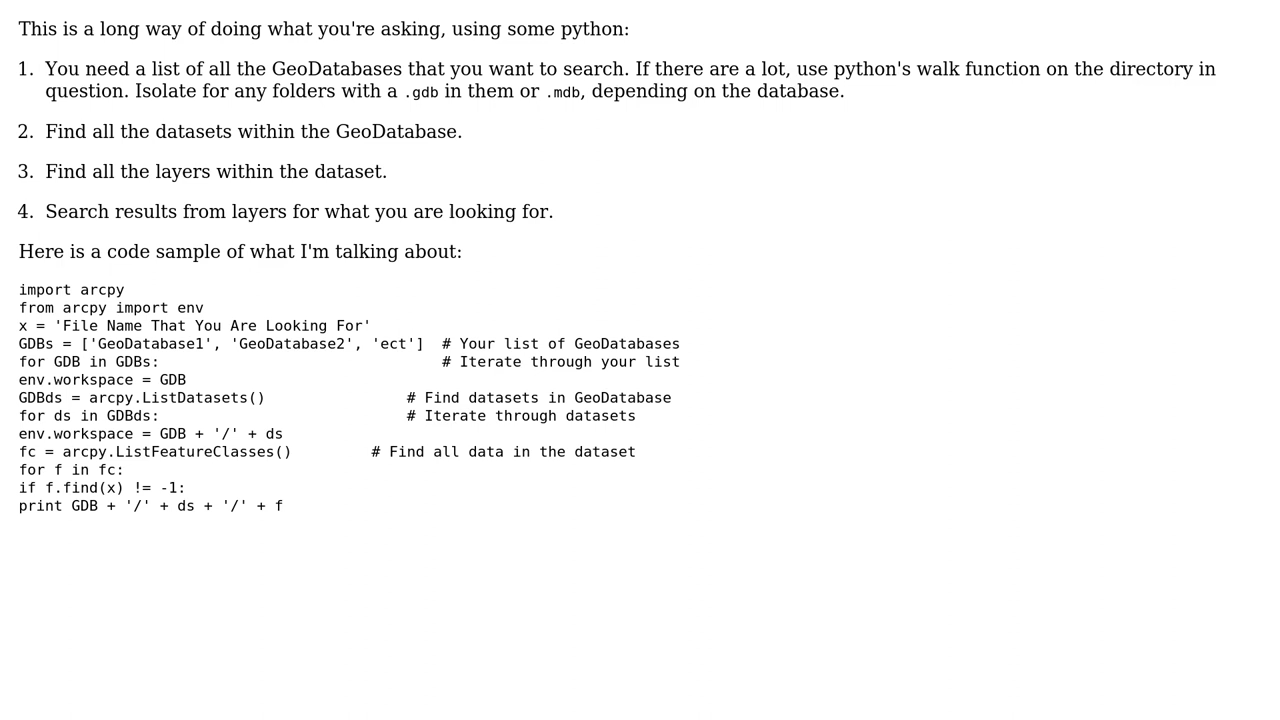 This is a long way of doing what you're asking, using some python:
1. You need a list of all the GeoDatabases that you want to search. If there are a lot, use python's walk function on the directory in
question. Isolate for any folders with a .gdb in them or .mdb, depending on the database.
2. Find all the datasets within the GeoDatabase.
3. Find all the layers within the dataset.
4. Search results from layers for what you are looking for.
Here is a code sample of what I'm talking about:
import arcpy
from arcpy import env
x = 'File Name That You Are Looking For'
GDBs = ['GeoDatabase1', 'GeoDatabase2', 'ect']  # Your list of GeoDatabases
for GDB in GDBs:                                # Iterate through your list
env.workspace = GDB
GDBds = arcpy.ListDatasets()                # Find datasets in GeoDatabase
for ds in GDBds:                            # Iterate through datasets
env.workspace = GDB + '/' + ds
fc = arcpy.ListFeatureClasses()         # Find all data in the dataset
for f in fc:
if f.find(x) != -1:
print GDB + '/' + ds + '/' + f